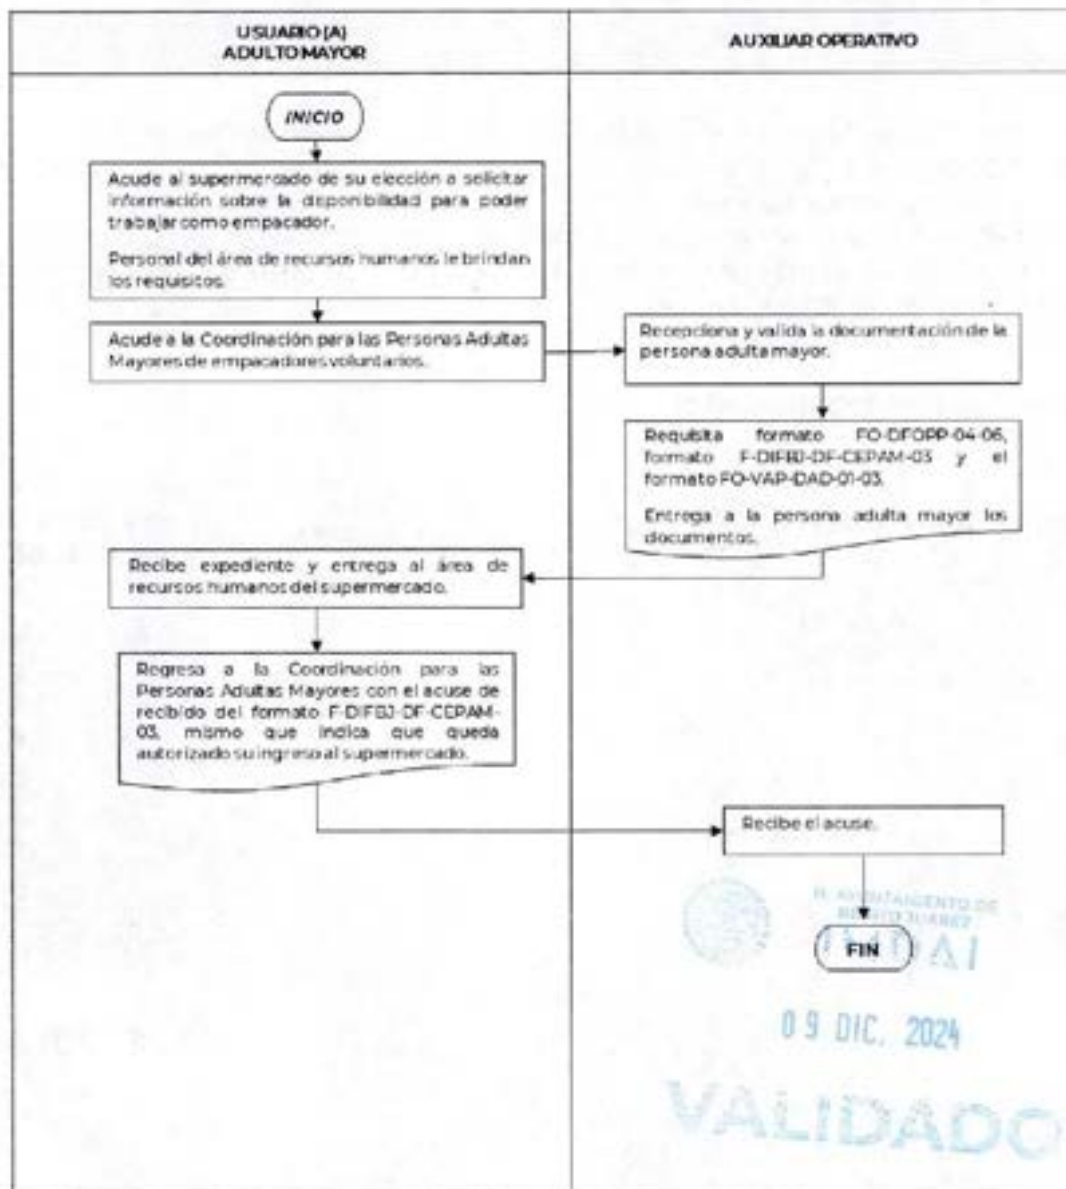 USUARIO (A)
ADULTO MAYOR
AUXILIAR OPERATIVO
INICIO
Acude al supermercado de su elección a solicitar
información sobre la disponibilidad para poder
trabajar como empacador.
Personal del área de recursos humanos le brindan
los requisitos.
Acude a la Coordinación para las Personas Adultas
Mayores de empacadores voluntarios.
Recepciona y valida la documentación de la
persona adulta mayor.
Requisita formato FO-DFOPP-04-06,
formato F-DIFBJ-DF-CEPAM-03 y el
formato FO-VAP-DAD-01-03.
Entrega a la persona adulta mayor los
documentos.
Recibe expediente y entrega al área de
recursos humanos del supermercado.
Regresa a la Coordinación para las
Personas Adultas Mayores con el acuse de
recibido del formato F-DIFBJ-DF-CEPAM-
03, mismo que indica que queda
autorizado su ingreso al supermercado.
Recibe el acuse.
H. AYUNTAMIENTO DE
BENITO JUAREZ
FIN
09 DIC. 2024
VALIDADO